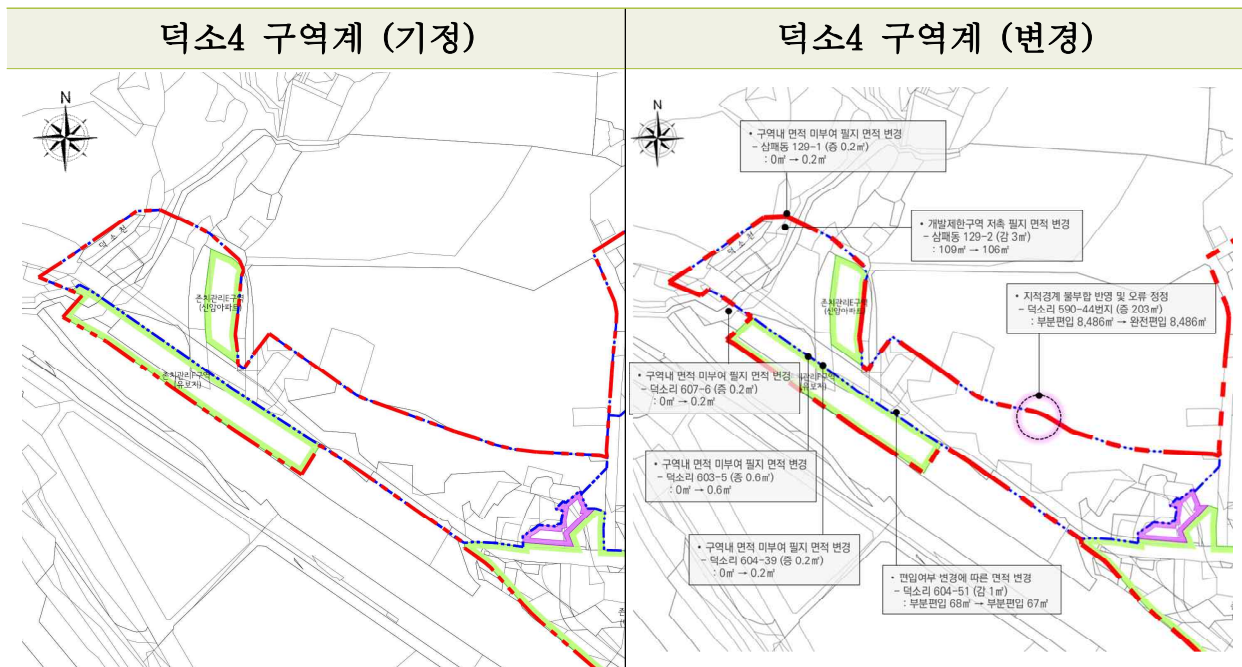 덕소4 구역계 (기정)
덕소4 구역계 (변경)
N
덕소천
존치관리E구역
(신암아파트)
존치관리F구역
(유보지)
N
• 구역내 면적 미부여 필지 면적 변경
- 삼패동 129-1 (증 0.2㎡)
: 0㎡ → 0.2㎡
• 개발제한구역 저촉 필지 면적 변경
- 삼패동 129-2 (감 3㎡)
: 109㎡ → 106㎡
덕소천
• 지적경계 불부합 반영 및 오류 정정
- 덕소리 590-44번지 (증 203㎡)
: 부분편입 8,486㎡ → 완전편입 8,486㎡
존치관리E구역
(신암아파트)
• 구역내 면적 미부여 필지 면적 변경
- 덕소리 607-6 (증 0.2㎡)
: 0㎡ → 0.2㎡
• 구역내 면적 미부여 필지 면적 변경
- 덕소리 603-5 (증 0.6㎡)
: 0㎡ → 0.6㎡
• 구역내 면적 미부여 필지 면적 변경
- 덕소리 604-39 (증 0.2㎡)
: 0㎡ → 0.2㎡
• 편입여부 변경에 따른 면적 변경
- 덕소리 604-51 (감 1㎡)
: 부분편입 68㎡ → 부분편입 67㎡